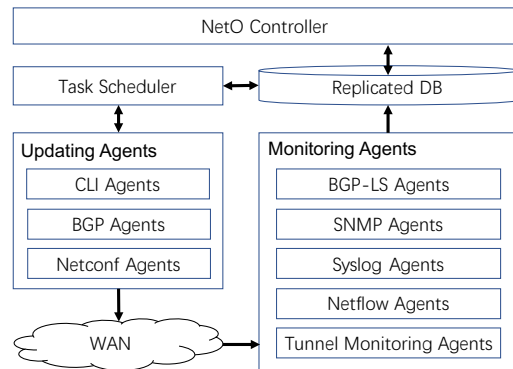 NetO Controller
Task Scheduler
Replicated DB
Updating Agents
CLI Agents
BGP Agents
Netconf Agents
WAN
Monitoring Agents
BGP-LS Agents
SNMP Agents
Syslog Agents
Netflow Agents
Tunnel Monitoring Agents